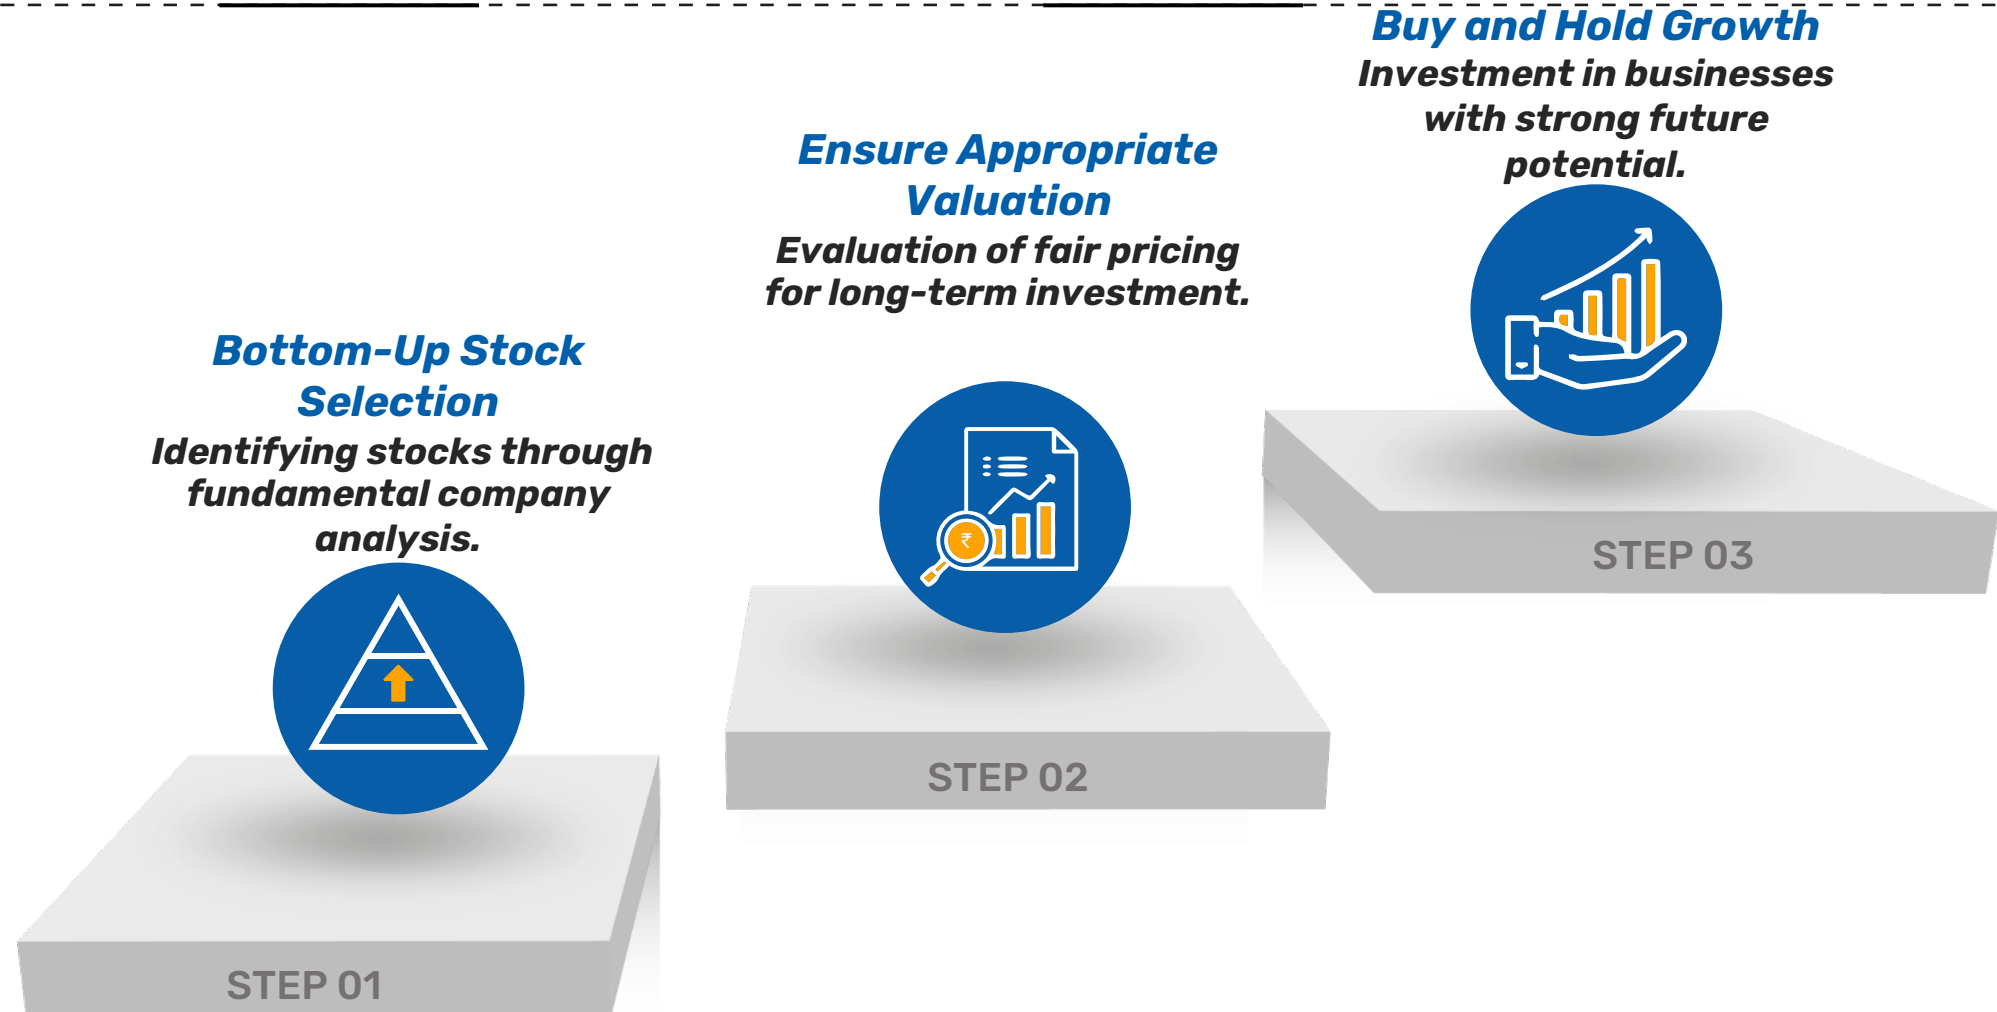 Bottom-Up Stock
Selection
Identifying stocks through
fundamental company
analysis.
STEP 01
Ensure Appropriate
Valuation
Evaluation of fair pricing
for long-term investment.
₹
STEP 02
Buy and Hold Growth
Investment in businesses
with strong future
potential.
STEP 03